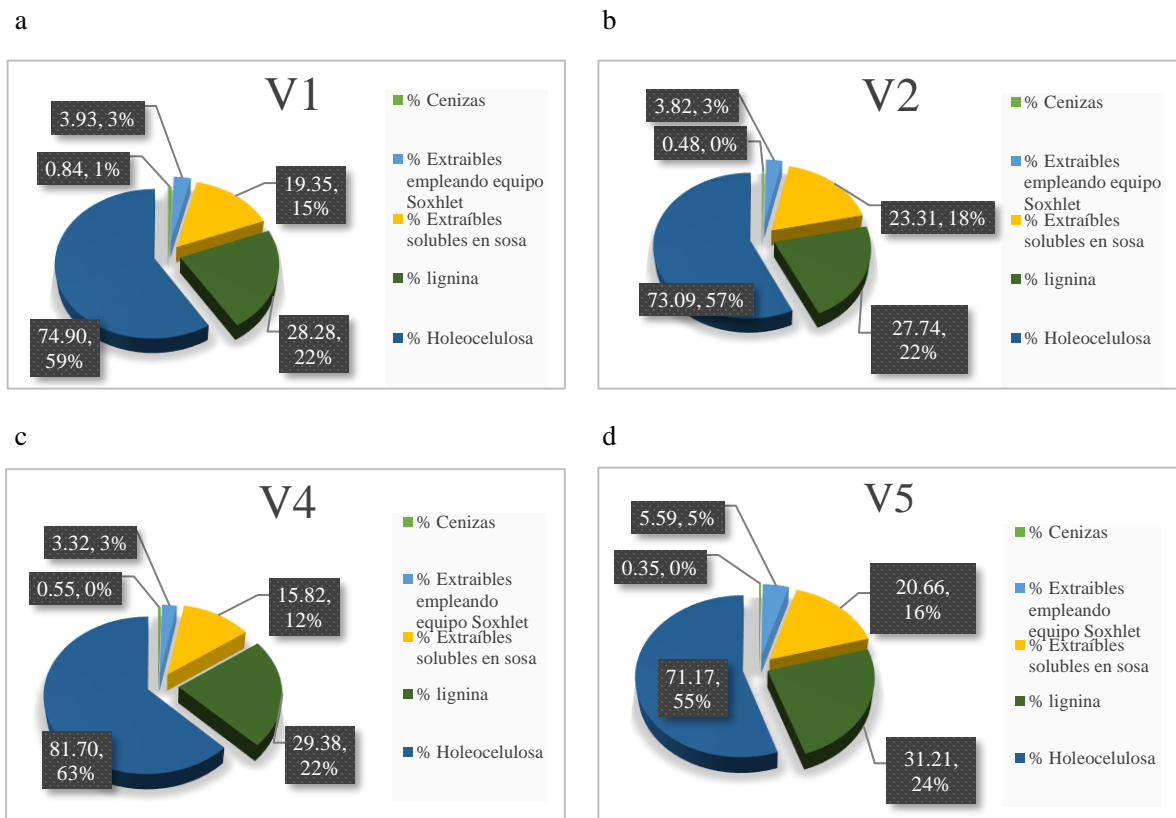 a
V1
3.93, 3%
0.84, 1%
19.35,
15%
28.28,
22%
74.90,
59%
% Cenizas
% Extraibles
empleando equipo
Soxhlet
% Extraíbles
solubles en sosa
% lignina
% Holeocelulosa
b
V2
3.82, 3%
0.48, 0%
23.31, 18%
27.74,
22%
73.09, 57%
% Cenizas
% Extraibles
empleando equipo
Soxhlet
% Extraíbles
solubles en sosa
% lignina
% Holeocelulosa
c
V4
3.32, 3%
0.55, 0%
15.82,
12%
29.38,
22%
81.70,
63%
% Cenizas
% Extraibles
empleando
equipo Soxhlet
% Extraíbles
solubles en sosa
% lignina
% Holeocelulosa
d
V5
5.59, 5%
0.35, 0%
20.66,
16%
31.21,
24%
71.17,
55%
% Cenizas
% Extraibles
empleando
equipo Soxhlet
% Extraíbles
solubles en sosa
% lignina
% Holeocelulosa